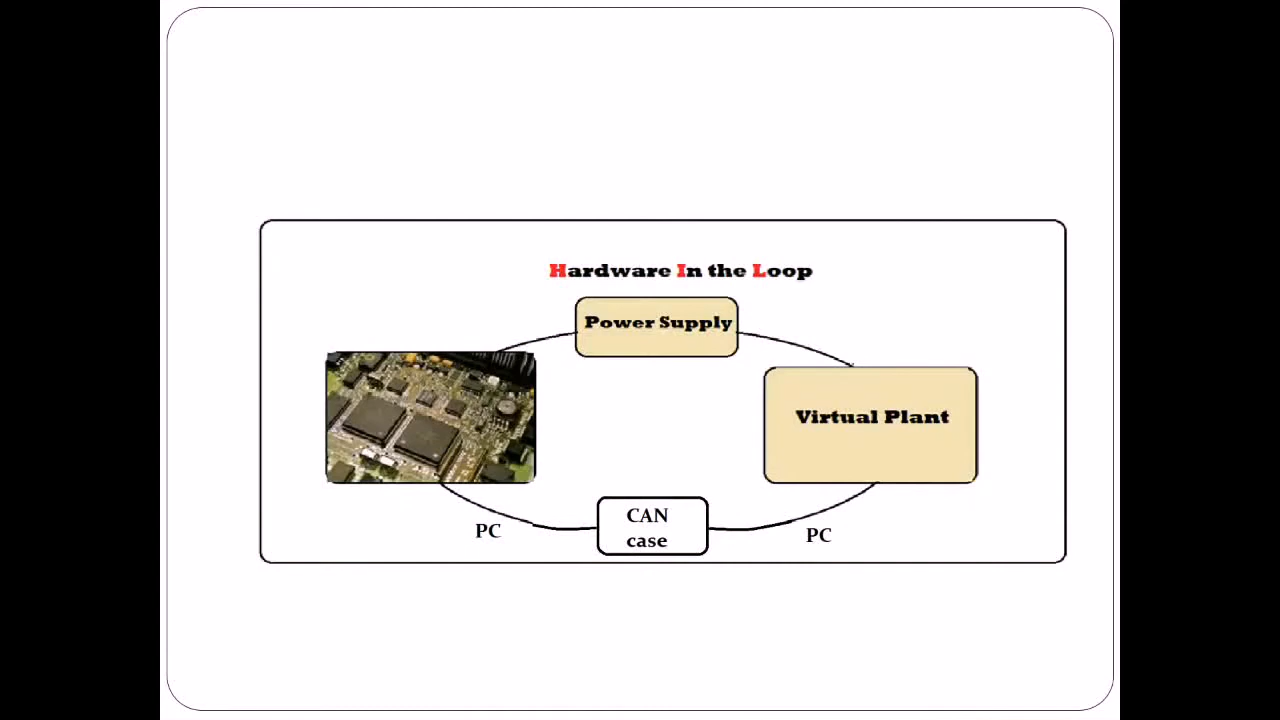 Hardware In the Loop
Power Supply
Virtual Plant
CAN
case
PC
PC